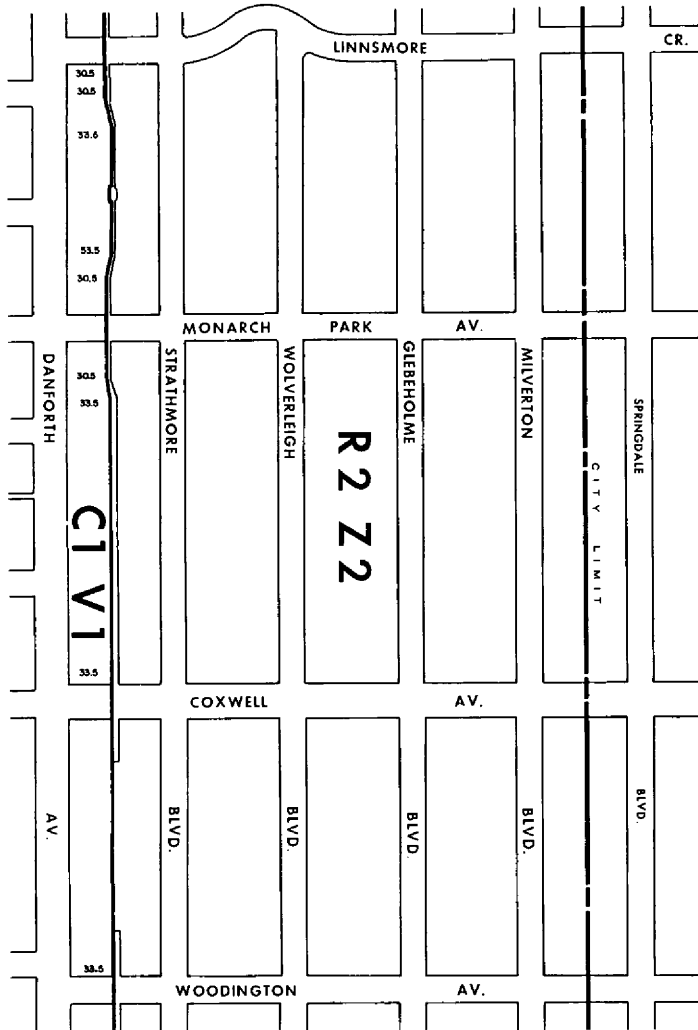 LINNSMORE CR.
30.5
30.5
33.6
53.5
30.5
MONARCH PARK AV.
DANFORTH AV.
STRATHMORE BLVD.
WOLVERLEIGH BLVD.
GLEBEHOLME BLVD.
MILVERTON BLVD.
SPRINGDALE BLVD.
30.5
33.5
R2 Z2
C1 V1
CITY LIMIT
33.5
COXWELL AV.
33.5
WOODINGTON AV.